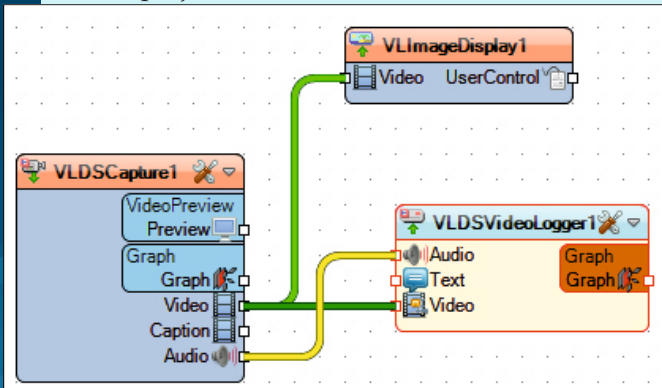 VLImageDisplay1
Video UserControl
VLDSCapture1
VideoPreview
Preview
Graph
Graph
Video
Caption
Audio
VLDSVideoLogger1
Audio
Text
Video
Graph
Graph